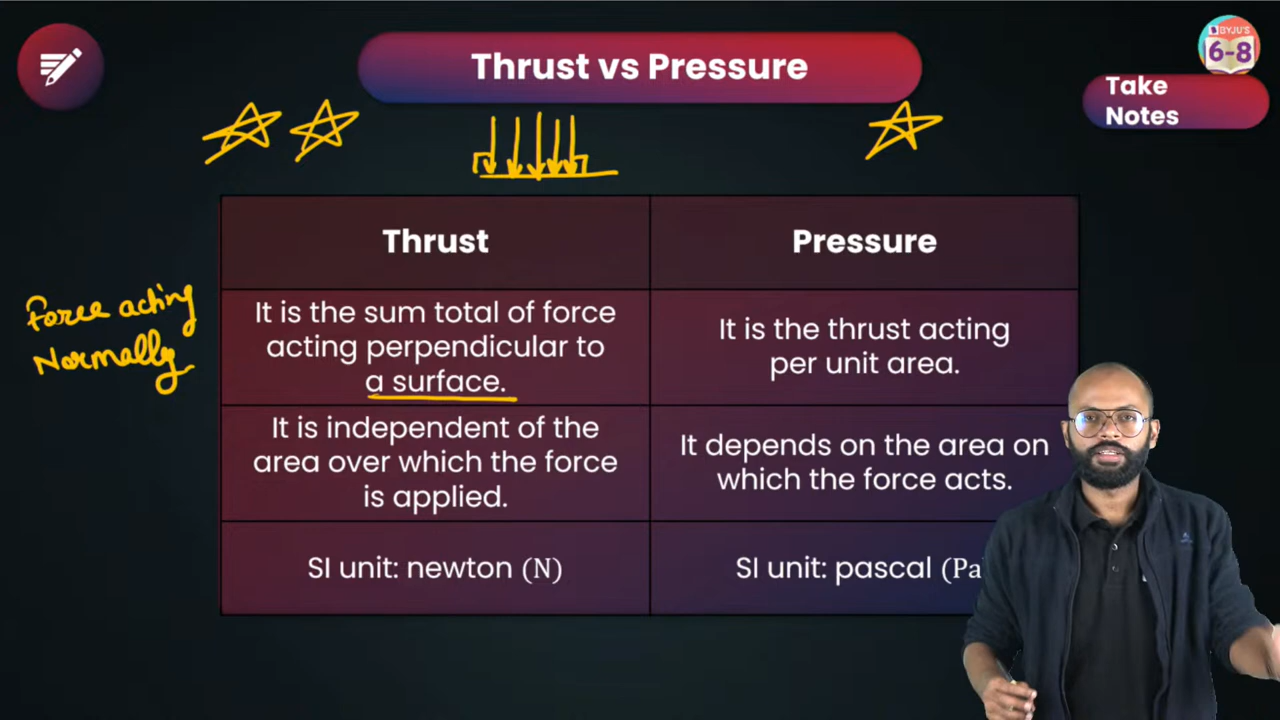 Thrust vs Pressure
BYJU'S
6-8
Take
Notes
Thrust
Pressure
Force acting
Normally
It is the sum total of force
acting perpendicular to
a surface.
It is the thrust acting
per unit area.
It is independent of the
area over which the force
is applied.
It depends on the area on
which the force acts.
SI unit: newton (N)
SI unit: pascal (Pa